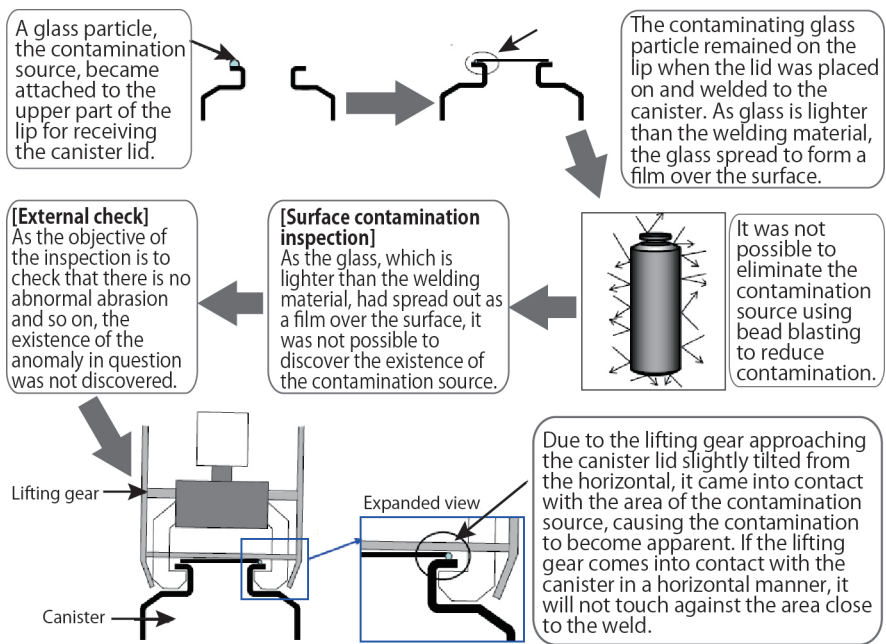 A glass particle,
the contamination
source, became
attached to the
upper part of the
lip for receiving
the canister lid.
The contaminating glass
particle remained on the
lip when the lid was placed
on and welded to the
canister. As glass is lighter
than the welding material,
the glass spread to form a
film over the surface.
It was not
possible to
eliminate the
contamination
source using
bead blasting
to reduce
contamination.
[Surface contamination
inspection]
As the glass, which is
lighter than the welding
material, had spread out as
a film over the surface, it
was not possible to
discover the existence of
the contamination source.
[External check]
As the objective of
the inspection is to
check that there is no
abnormal abrasion
and so on, the
existence of the
anomaly in question
was not discovered.
Lifting gear
Canister
Expanded view
Due to the lifting gear approaching
the canister lid slightly tilted from
the horizontal, it came into contact
with the area of the contamination
source, causing the contamination
to become apparent. If the lifting
gear comes into contact with the
canister in a horizontal manner, it
will not touch against the area close
to the weld.